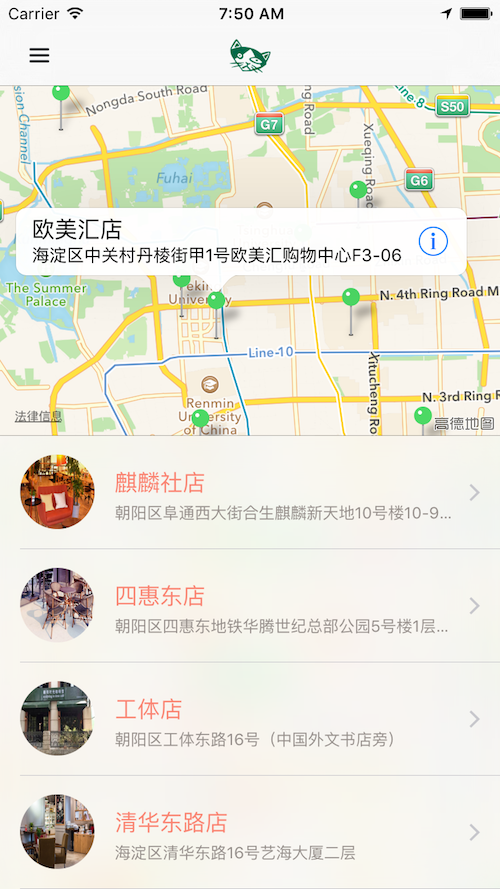 Carrier
7:50 AM
sion Channel
Nongda South Road
Line-8
S50
G7
Road
Xueqing Road
G6
Fuhai
欧美汇店
海淀区中关村丹棱街甲1号欧美汇购物中心F3-06
The Summer
Palace
Univer
N. 4th Ring Road M
Line-10
Renmin
University
of China
Xitucheng Road
N. 3rd Ring R
法律信息
高德地图
麒麟社店
朝阳区阜通西大街合生麒麟新天地10号楼10-9...
四惠东店
朝阳区四惠东地铁华腾世纪总部公园5号楼1层...
工体店
朝阳区工体东路16号（中国外文书店旁）
清华东路店
海淀区清华东路16号艺海大厦二层